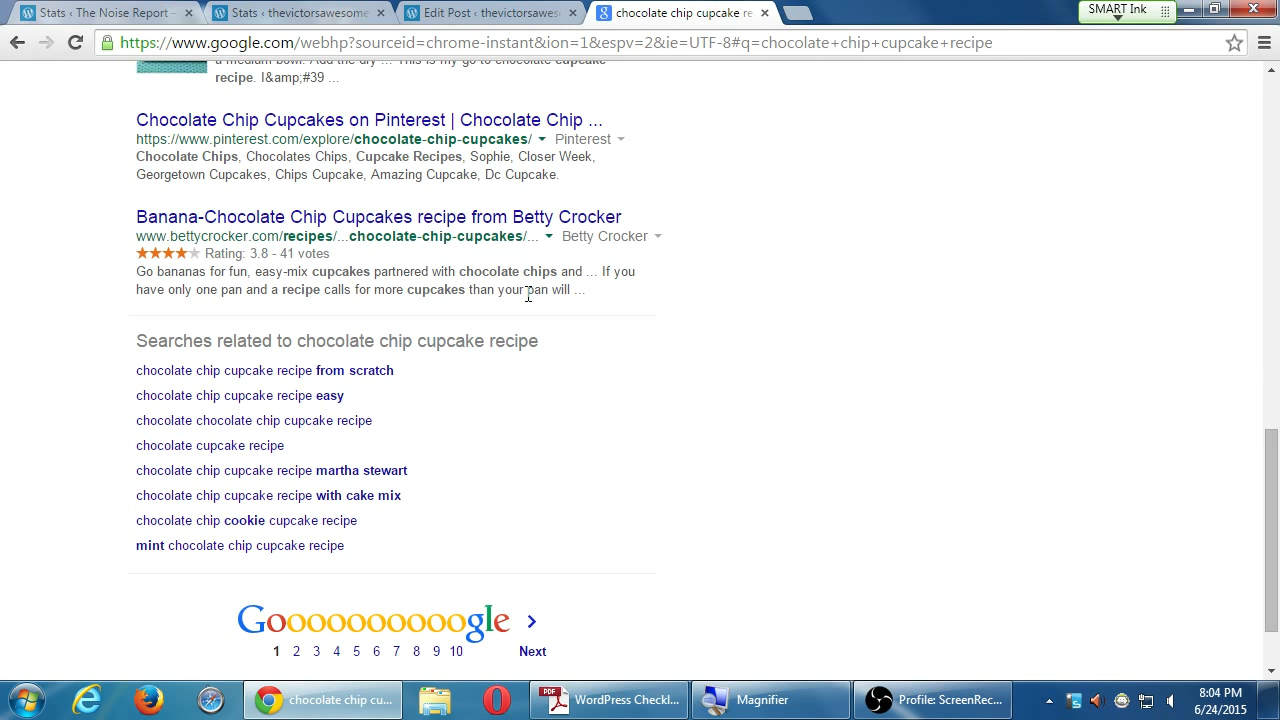 Stats ‹ The Noise Report –
Stats ‹ thevictorsawesome
Edit Post ‹ thevictorsawes
chocolate chip cupcake re
SMART Ink
https://www.google.com/webhp?sourceid=chrome-instant&ion=1&espv=2&ie=UTF-8#q=chocolate+chip+cupcake+recipe
a medium bowl. Add the dry ... This is my go to chocolate cupcake
recipe. I&amp;#39 ...
Chocolate Chip Cupcakes on Pinterest | Chocolate Chip ...
https://www.pinterest.com/explore/chocolate-chip-cupcakes/ Pinterest
Chocolate Chips, Chocolates Chips, Cupcake Recipes, Sophie, Closer Week,
Georgetown Cupcakes, Chips Cupcake, Amazing Cupcake, Dc Cupcake.
Banana-Chocolate Chip Cupcakes recipe from Betty Crocker
www.bettycrocker.com/recipes/...chocolate-chip-cupcakes/... Betty Crocker
Rating: 3.8 - 41 votes
Go bananas for fun, easy-mix cupcakes partnered with chocolate chips and ... If you
have only one pan and a recipe calls for more cupcakes than your pan will ...
Searches related to chocolate chip cupcake recipe
chocolate chip cupcake recipe from scratch
chocolate chip cupcake recipe easy
chocolate chocolate chip cupcake recipe
chocolate cupcake recipe
chocolate chip cupcake recipe martha stewart
chocolate chip cupcake recipe with cake mix
chocolate chip cookie cupcake recipe
mint chocolate chip cupcake recipe
Goooooooooogle
1 2 3 4 5 6 7 8 9 10 Next
chocolate chip cu...
WordPress Checkl...
Magnifier
Profile: ScreenRec...
8:04 PM
6/24/2015